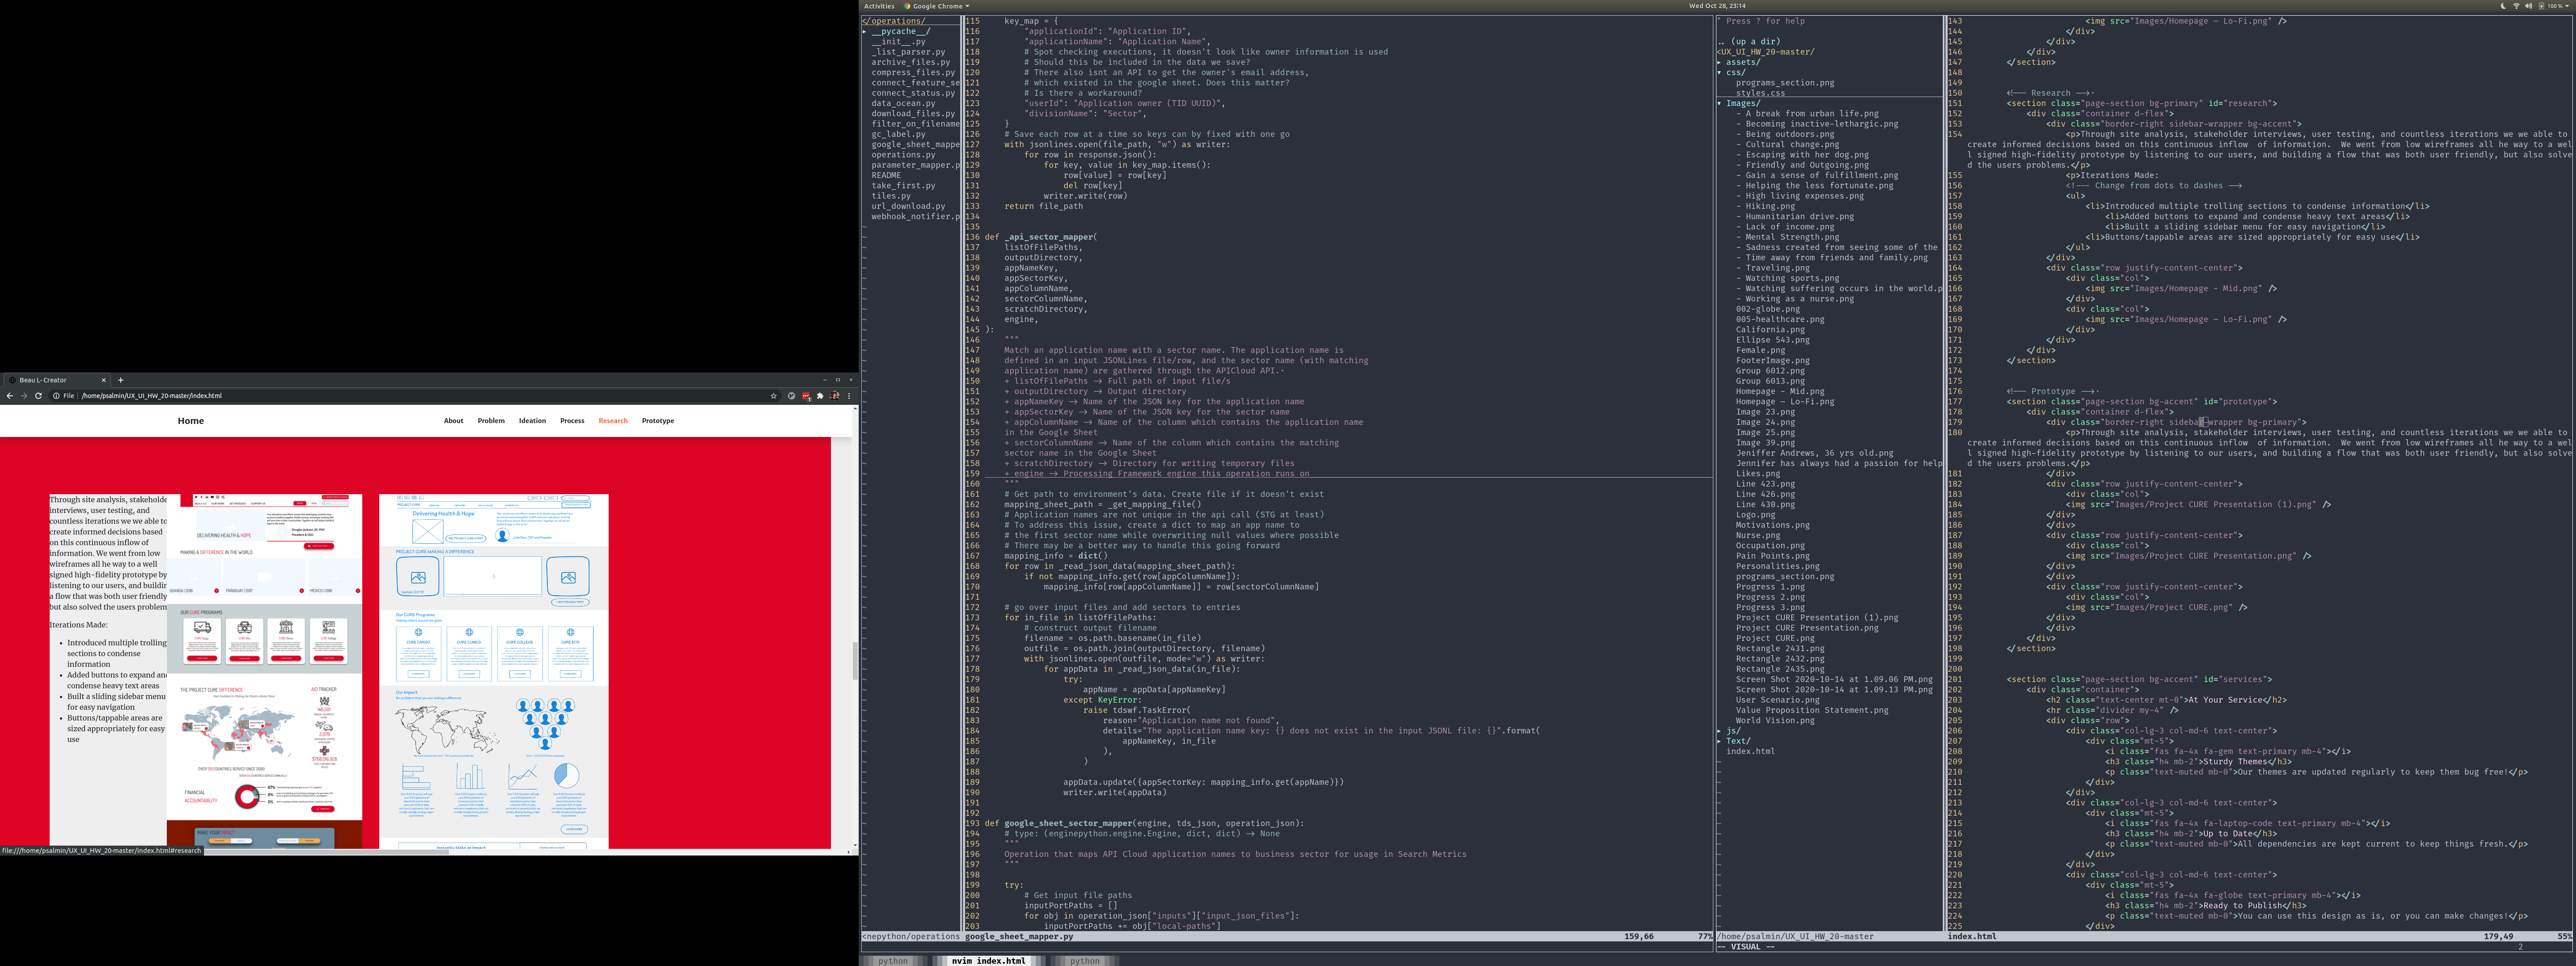 Activities
Google Chrome
Wed Oct 28, 23:14
100 %
</operations/
▸ __pycache__/
__init__.py
_list_parser.py
archive_files.py
compress_files.py
connect_feature_se
connect_status.py
data_ocean.py
download_files.py
filter_on_filename
gc_label.py
google_sheet_mappe
operations.py
parameter_mapper.p
README
take_first.py
tiles.py
url_download.py
webhook_notifier.p
115 key_map = {
116 "applicationId": "Application ID",
117 "applicationName": "Application Name",
118 # Spot checking executions, it doesn't look like owner information is used
119 # Should this be included in the data we save?
120 # There also isnt an API to get the owner's email address,
121 # which existed in the google sheet. Does this matter?
122 # Is there a workaround?
123 "userId": "Application owner (TID UUID)",
124 "divisionName": "Sector",
125 }
126 # Save each row at a time so keys can by fixed with one go
127 with jsonlines.open(file_path, "w") as writer:
128 for row in response.json():
129 for key, value in key_map.items():
130 row[value] = row[key]
131 del row[key]
132 writer.write(row)
133 return file_path
134
135
136 def _api_sector_mapper(
137 listOfFilePaths,
138 outputDirectory,
139 appNameKey,
140 appSectorKey,
141 appColumnName,
142 sectorColumnName,
143 scratchDirectory,
144 engine,
145 ):
146 """
147 Match an application name with a sector name. The application name is
148 defined in an input JSONLines file/row, and the sector name (with matching
149 application name) are gathered through the APICloud API.·
150 + listOfFilePaths -> Full path of input file/s
151 + outputDirectory -> Output directory
152 + appNameKey -> Name of the JSON key for the application name
153 + appSectorKey -> Name of the JSON key for the sector name
154 + appColumnName -> Name of the column which contains the application name
155 in the Google Sheet
156 + sectorColumnName -> Name of the column which contains the matching
157 sector name in the Google Sheet
158 + scratchDirectory -> Directory for writing temporary files
159 + engine -> Processing Framework engine this operation runs on
160 """
161 # Get path to environment's data. Create file if it doesn't exist
162 mapping_sheet_path = _get_mapping_file()
163 # Application names are not unique in the api call (STG at least)
164 # To address this issue, create a dict to map an app name to
165 # the first sector name while overwriting null values where possible
166 # There may be a better way to handle this going forward
167 mapping_info = dict()
168 for row in _read_json_data(mapping_sheet_path):
169 if not mapping_info.get(row[appColumnName]):
170 mapping_info[row[appColumnName]] = row[sectorColumnName]
171
172 # go over input files and add sectors to entries
173 for in_file in listOfFilePaths:
174 # construct output filename
175 filename = os.path.basename(in_file)
176 outfile = os.path.join(outputDirectory, filename)
177 with jsonlines.open(outfile, mode="w") as writer:
178 for appData in _read_json_data(in_file):
179 try:
180 appName = appData[appNameKey]
181 except KeyError:
182 raise tdswf.TaskError(
183 reason="Application name not found",
184 details="The application name key: {} does not exist in the input JSONL file: {}".format(
185 appNameKey, in_file
186 ),
187 )
188
189 appData.update({appSectorKey: mapping_info.get(appName)})
190 writer.write(appData)
191
192
193 def google_sheet_sector_mapper(engine, tds_json, operation_json):
194 # type: (enginepython.engine.Engine, dict, dict) -> None
195 """
196 Operation that maps API Cloud application names to business sector for usage in Search Metrics
197 """
198
199 try:
200 # Get input file paths
201 inputPortPaths = []
202 for obj in operation_json["inputs"]["input_json_files"]:
203 inputPortPaths += obj["local-paths"]
<nepython/operations google_sheet_mapper.py 159,66 77%
" Press ? for help
.. (up a dir)
<UX_UI_HW_20-master/
▸ assets/
▾ css/
programs_section.png
styles.css
▾ Images/
- A break from urban life.png
- Becoming inactive-lethargic.png
- Being outdoors.png
- Cultural change.png
- Escaping with her dog.png
- Friendly and Outgoing.png
- Gain a sense of fulfillment.png
- Helping the less fortunate.png
- High living expenses.png
- Hiking.png
- Humanitarian drive.png
- Lack of income.png
- Mental Strength.png
- Sadness created from seeing some of the
- Time away from friends and family.png
- Traveling.png
- Watching sports.png
- Watching suffering occurs in the world.p
- Working as a nurse.png
002-globe.png
005-healthcare.png
California.png
Ellipse 543.png
Female.png
FooterImage.png
Group 6012.png
Group 6013.png
Homepage - Mid.png
Homepage – Lo-Fi.png
Image 23.png
Image 24.png
Image 25.png
Image 39.png
Jeniffer Andrews, 36 yrs old.png
Jennifer has always had a passion for help
Likes.png
Line 423.png
Line 426.png
Line 430.png
Logo.png
Motivations.png
Nurse.png
Occupation.png
Pain Points.png
Personalities.png
programs_section.png
Progress 1.png
Progress 2.png
Progress 3.png
Project CURE Presentation (1).png
Project CURE Presentation.png
Project CURE.png
Rectangle 2431.png
Rectangle 2432.png
Rectangle 2435.png
Screen Shot 2020-10-14 at 1.09.06 PM.png
Screen Shot 2020-10-14 at 1.09.13 PM.png
User Scenario.png
Value Proposition Statement.png
World Vision.png
▸ js/
▸ Text/
index.html
143 <img src="Images/Homepage – Lo-Fi.png" />
144 </div>
145 </div>
146 </div>
147 </section>
148
149
150 <!-- Research -->·
151 <section class="page-section bg-primary" id="research">
152 <div class="container d-flex">
153 <div class="border-right sidebar-wrapper bg-accent">
154 <p>Through site analysis, stakeholder interviews, user testing, and countless iterations we we able to
create informed decisions based on this continuous inflow  of information.  We went from low wireframes all he way to a wel
l signed high-fidelity prototype by listening to our users, and building a flow that was both user friendly, but also solve
d the users problems.</p>
155 <p>Iterations Made:
156 <!-- Change from dots to dashes -->
157 <ul>
158 <li>Introduced multiple trolling sections to condense information</li>
159 <li>Added buttons to expand and condense heavy text areas</li>
160 <li>Built a sliding sidebar menu for easy navigation</li>
161 <li>Buttons/tappable areas are sized appropriately for easy use</li>
162 </ul>
163 </div>
164 <div class="row justify-content-center">
165 <div class="col">
166 <img src="Images/Homepage - Mid.png" />
167 </div>
168 <div class="col">
169 <img src="Images/Homepage – Lo-Fi.png" />
170 </div>
171 </div>
172 </div>
173 </section>
174
175
176 <!-- Prototype -->·
177 <section class="page-section bg-accent" id="prototype">
178 <div class="container d-flex">
179 <div class="border-right sidebar-wrapper bg-primary">
180 <p>Through site analysis, stakeholder interviews, user testing, and countless iterations we we able to
create informed decisions based on this continuous inflow  of information.  We went from low wireframes all he way to a wel
l signed high-fidelity prototype by listening to our users, and building a flow that was both user friendly, but also solve
d the users problems.</p>
181 </div>
182 <div class="row justify-content-center">
183 <div class="col">
184 <img src="Images/Project CURE Presentation (1).png" />
185 </div>
186 </div>
187 <div class="row justify-content-center">
188 <div class="col">
189 <img src="Images/Project CURE Presentation.png" />
190 </div>
191 </div>
192 <div class="row justify-content-center">
193 <div class="col">
194 <img src="Images/Project CURE.png" />
195 </div>
196 </div>
197 </div>
198 </section>
199
200
201 <section class="page-section bg-accent" id="services">
202 <div class="container">
203 <h2 class="text-center mt-0">At Your Service</h2>
204 <hr class="divider my-4" />
205 <div class="row">
206 <div class="col-lg-3 col-md-6 text-center">
207 <div class="mt-5">
208 <i class="fas fa-4x fa-gem text-primary mb-4"></i>
209 <h3 class="h4 mb-2">Sturdy Themes</h3>
210 <p class="text-muted mb-0">Our themes are updated regularly to keep them bug free!</p>
211 </div>
212 </div>
213 <div class="col-lg-3 col-md-6 text-center">
214 <div class="mt-5">
215 <i class="fas fa-4x fa-laptop-code text-primary mb-4"></i>
216 <h3 class="h4 mb-2">Up to Date</h3>
217 <p class="text-muted mb-0">All dependencies are kept current to keep things fresh.</p>
218 </div>
219 </div>
220 <div class="col-lg-3 col-md-6 text-center">
221 <div class="mt-5">
222 <i class="fas fa-4x fa-globe text-primary mb-4"></i>
223 <h3 class="h4 mb-2">Ready to Publish</h3>
224 <p class="text-muted mb-0">You can use this design as is, or you can make changes!</p>
225 </div>
/home/psalmin/UX_UI_HW_20-master index.html 179,49 55%
-- VISUAL -- 2
python nvim index.html python
Beau L- Creator
File | /home/psalmin/UX_UI_HW_20-master/index.html
Home About Problem Ideation Process Research Prototype
Through site analysis, stakeholde
interviews, user testing, and
countless iterations we we able to
create informed decisions based
on this continuous inflow of
information. We went from low
wireframes all he way to a well
signed high-fidelity prototype by
listening to our users, and buildin
a flow that was both user friendly
but also solved the users problem
Iterations Made:
• Introduced multiple trolling
sections to condense
information
• Added buttons to expand an
condense heavy text areas
• Built a sliding sidebar menu
for easy navigation
• Buttons/tappable areas are
sized appropriately for easy
use
DELIVERING HEALTH & HOPE
MAKING A DIFFERENCE IN THE WORLD
OUR CURE PROGRAMS
THE PROJECT CURE DIFFERENCE
AID TRACKER
FINANCIAL
ACCOUNTABILITY
MAKE YOUR IMPACT
Delivering Health & Hope
PROJECT CURE MAKING A DIFFERENCE
Our CURE Programs
CURE CARGO
CURE CLINICS
CURE COLLEGE
CURE KITS
Our Impact
file:///home/psalmin/UX_UI_HW_20-master/index.html#research